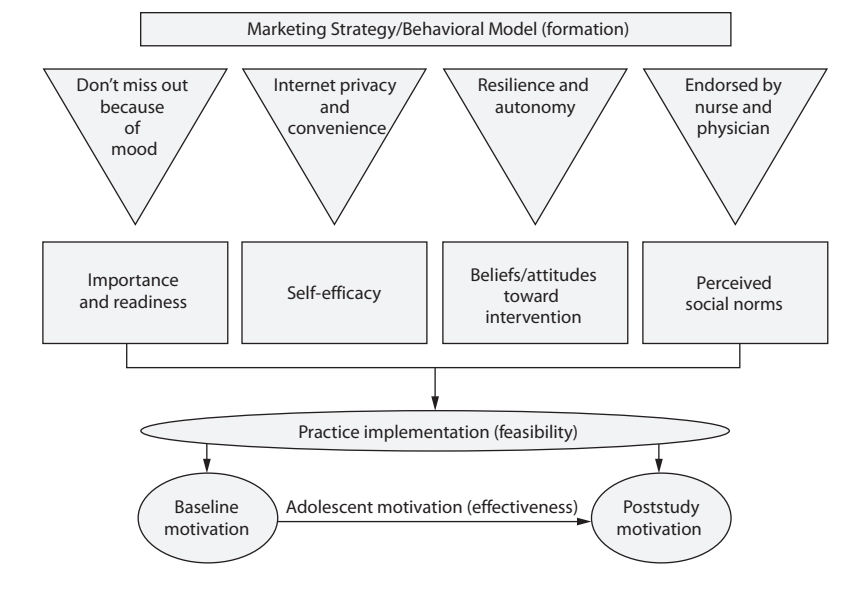 Marketing Strategy/Behavioral Model (formation)
Don’t miss out
because
of
mood
Internet privacy
and
convenience
Resilience and
autonomy
Endorsed by
nurse and
physician
Importance
and readiness
Self-efficacy
Beliefs/attitudes
toward
intervention
Perceived
social norms
Practice implementation (feasibility)
Baseline
motivation
Adolescent motivation (effectiveness)
Poststudy
motivation